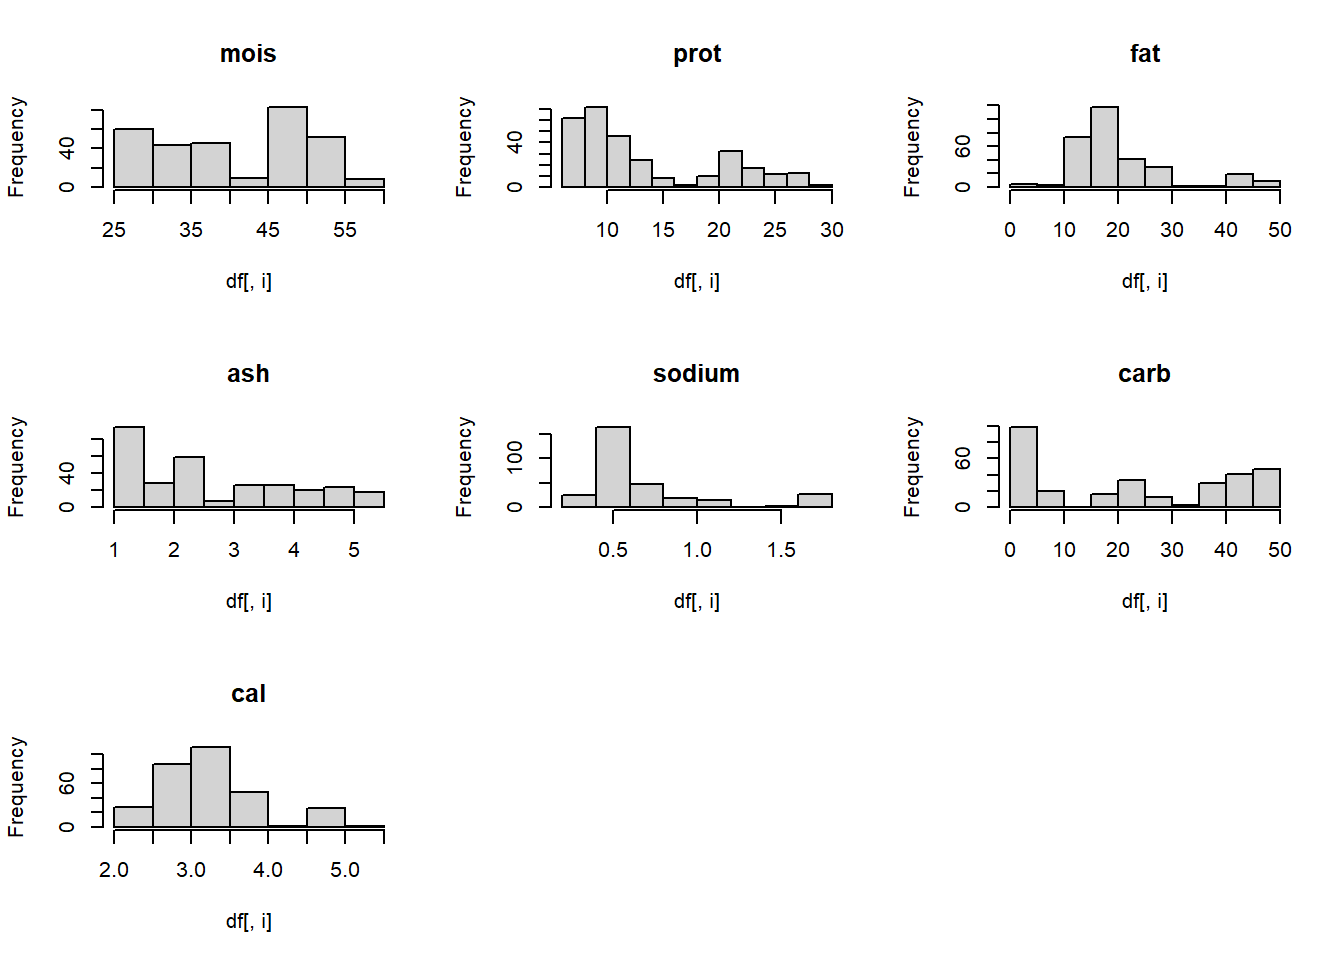 mois
Frequency
0 40
25 35 45 55
df[, i]
prot
Frequency
0 40
10 15 20 25 30
df[, i]
fat
Frequency
0 60
0 10 20 30 40 50
df[, i]
ash
Frequency
0 40
1 2 3 4 5
df[, i]
sodium
Frequency
0 100
0.5 1.0 1.5
df[, i]
carb
Frequency
0 60
0 10 20 30 40 50
df[, i]
cal
Frequency
0 60
2.0 3.0 4.0 5.0
df[, i]